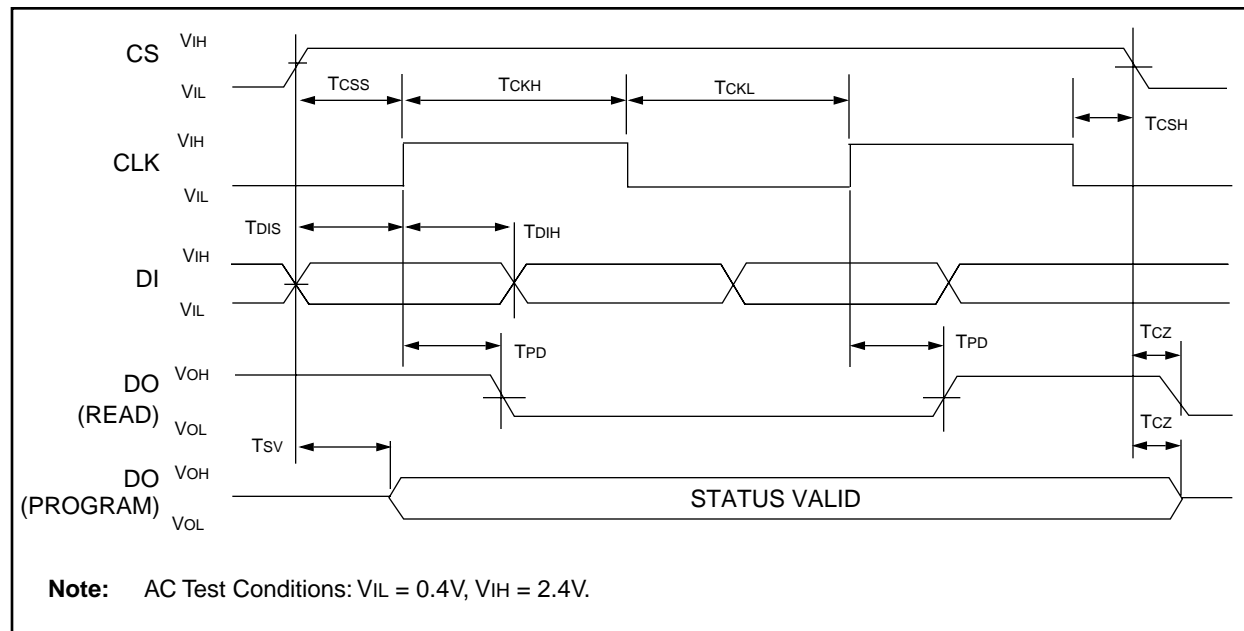 CS
VIH
VIL
TCSS
TCKH
TCKL
TCSH
CLK
VIH
VIL
TDIS
TDIH
DI
VIH
VIL
TPD
TPD
TCZ
DO
(READ)
VOH
VOL
TSV
TCZ
DO
(PROGRAM)
VOH
VOL
STATUS VALID
Note: AC Test Conditions: VIL = 0.4V, VIH = 2.4V.